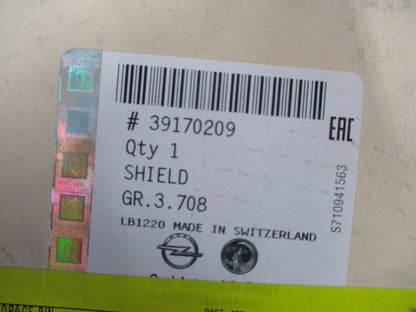 # 39170209
Qty 1
SHIELD
GR.3.708
LB1220 MADE IN SWITZERLAND
EAC
S710941563